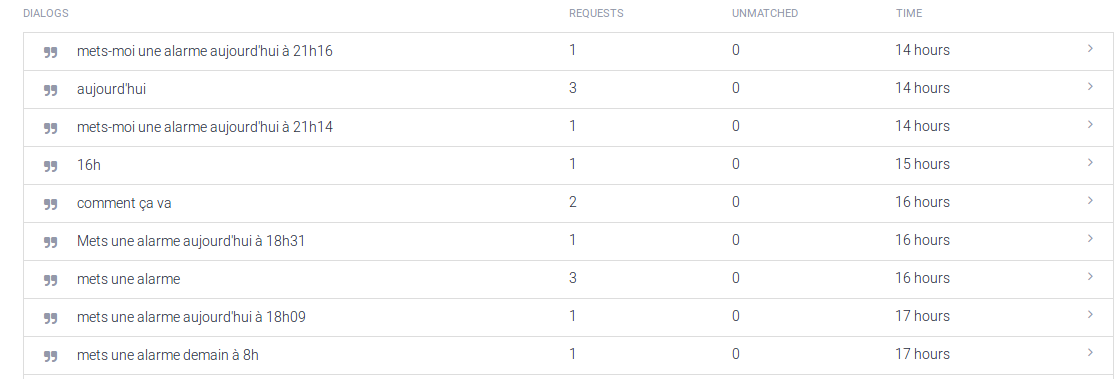 DIALOGS REQUESTS UNMATCHED TIME
mets-moi une alarme aujourd'hui à 21h16 1 0 14 hours
aujourd'hui 3 0 14 hours
mets-moi une alarme aujourd'hui à 21h14 1 0 14 hours
16h 1 0 15 hours
comment ça va 2 0 16 hours
Mets une alarme aujourd'hui à 18h31 1 0 16 hours
mets une alarme 3 0 16 hours
mets une alarme aujourd'hui à 18h09 1 0 17 hours
mets une alarme demain à 8h 1 0 17 hours